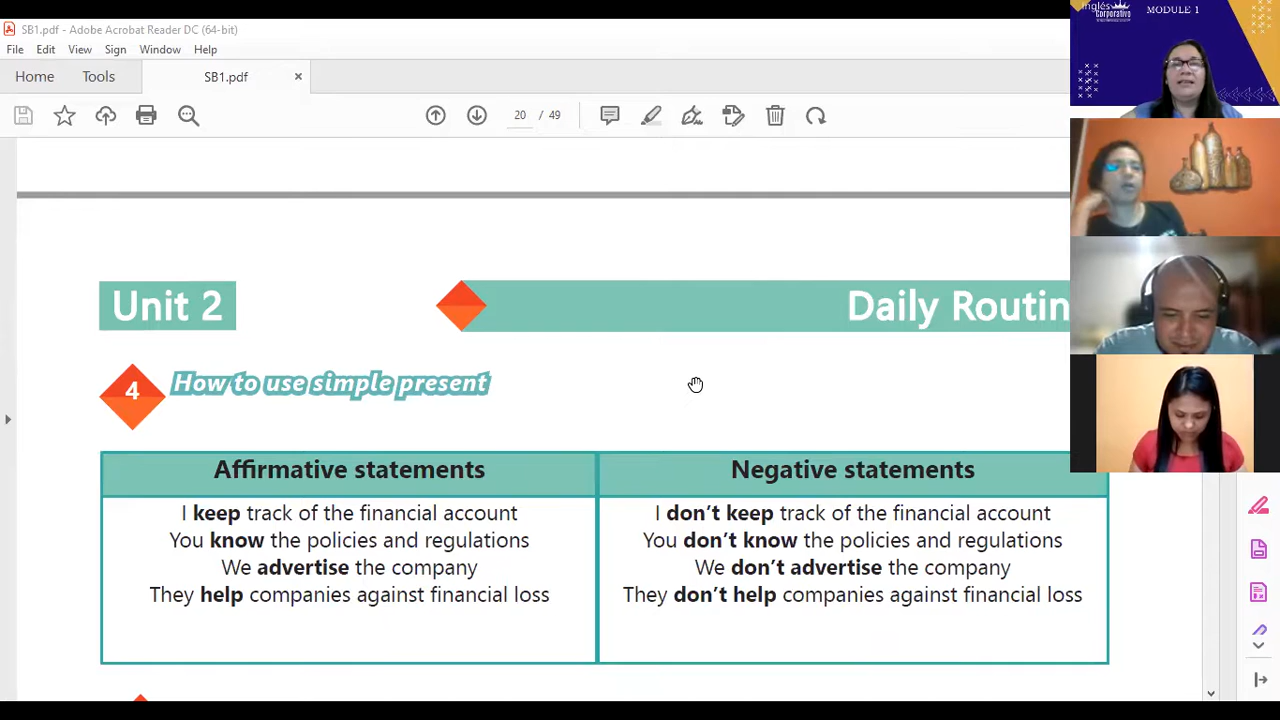 SB1.pdf - Adobe Acrobat Reader DC (64-bit)
File Edit View Sign Window Help
Home Tools SB1.pdf ×
20 / 49
inglés
corporativo
MODULE 1
Unit 2
Daily Routin
4
How to use simple present
Affirmative statements
I keep track of the financial account
You know the policies and regulations
We advertise the company
They help companies against financial loss
Negative statements
I don't keep track of the financial account
You don't know the policies and regulations
We don't advertise the company
They don't help companies against financial loss